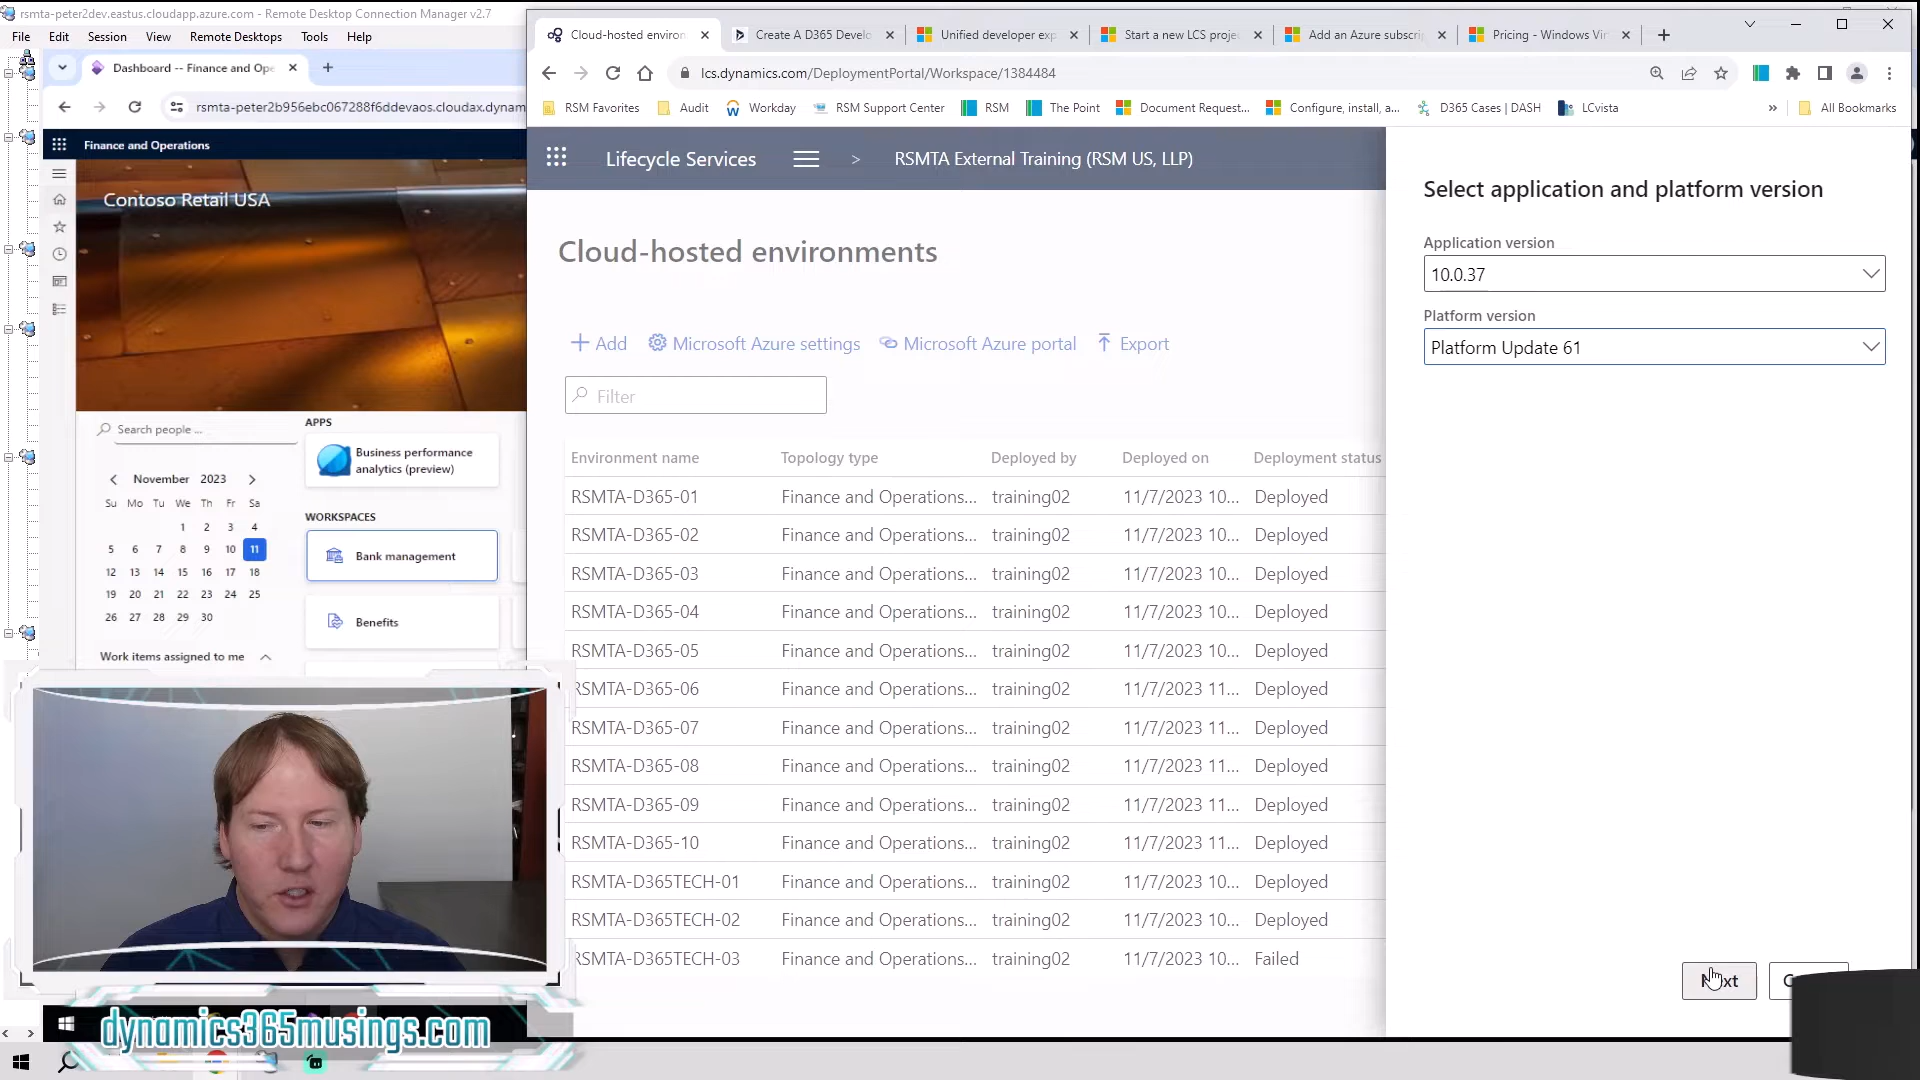 rsmta-peter2dev.eastus.cloudapp.azure.com - Remote Desktop Connection Manager v2.7
File Edit Session View Remote Desktops Tools Help
Dashboard -- Finance and Ope
rsmta-peter2b956ebc067288f6ddevaos.cloudax.dynam
Finance and Operations
Contoso Retail USA
Search people ...
November 2023
Su Mo Tu We Th Fr Sa
1 2 3 4
5 6 7 8 9 10 11
12 13 14 15 16 17 18
19 20 21 22 23 24 25
26 27 28 29 30
Work items assigned to me
APPS
Business performance
analytics (preview)
WORKSPACES
Bank management
Benefits
Cloud-hosted environ
Create A D365 Develo
Unified developer exp
Start a new LCS proje
Add an Azure subscrip
Pricing - Windows Vir
lcs.dynamics.com/DeploymentPortal/Workspace/1384484
RSM Favorites Audit Workday RSM Support Center RSM The Point Document Request... Configure, install, a... D365 Cases | DASH LCvista » All Bookmarks
Lifecycle Services > RSMTA External Training (RSM US, LLP)
Cloud-hosted environments
Add Microsoft Azure settings Microsoft Azure portal Export
Filter
Environment name Topology type Deployed by Deployed on Deployment status
RSMTA-D365-01 Finance and Operations... training02 11/7/2023 10... Deployed
RSMTA-D365-02 Finance and Operations... training02 11/7/2023 10... Deployed
RSMTA-D365-03 Finance and Operations... training02 11/7/2023 10... Deployed
RSMTA-D365-04 Finance and Operations... training02 11/7/2023 10... Deployed
RSMTA-D365-05 Finance and Operations... training02 11/7/2023 10... Deployed
RSMTA-D365-06 Finance and Operations... training02 11/7/2023 11... Deployed
RSMTA-D365-07 Finance and Operations... training02 11/7/2023 11... Deployed
RSMTA-D365-08 Finance and Operations... training02 11/7/2023 11... Deployed
RSMTA-D365-09 Finance and Operations... training02 11/7/2023 11... Deployed
RSMTA-D365-10 Finance and Operations... training02 11/7/2023 11... Deployed
RSMTA-D365TECH-01 Finance and Operations... training02 11/7/2023 10... Deployed
RSMTA-D365TECH-02 Finance and Operations... training02 11/7/2023 10... Deployed
RSMTA-D365TECH-03 Finance and Operations... training02 11/7/2023 10... Failed
Select application and platform version
Application version
10.0.37
Platform version
Platform Update 61
Next
dynamics365musings.com